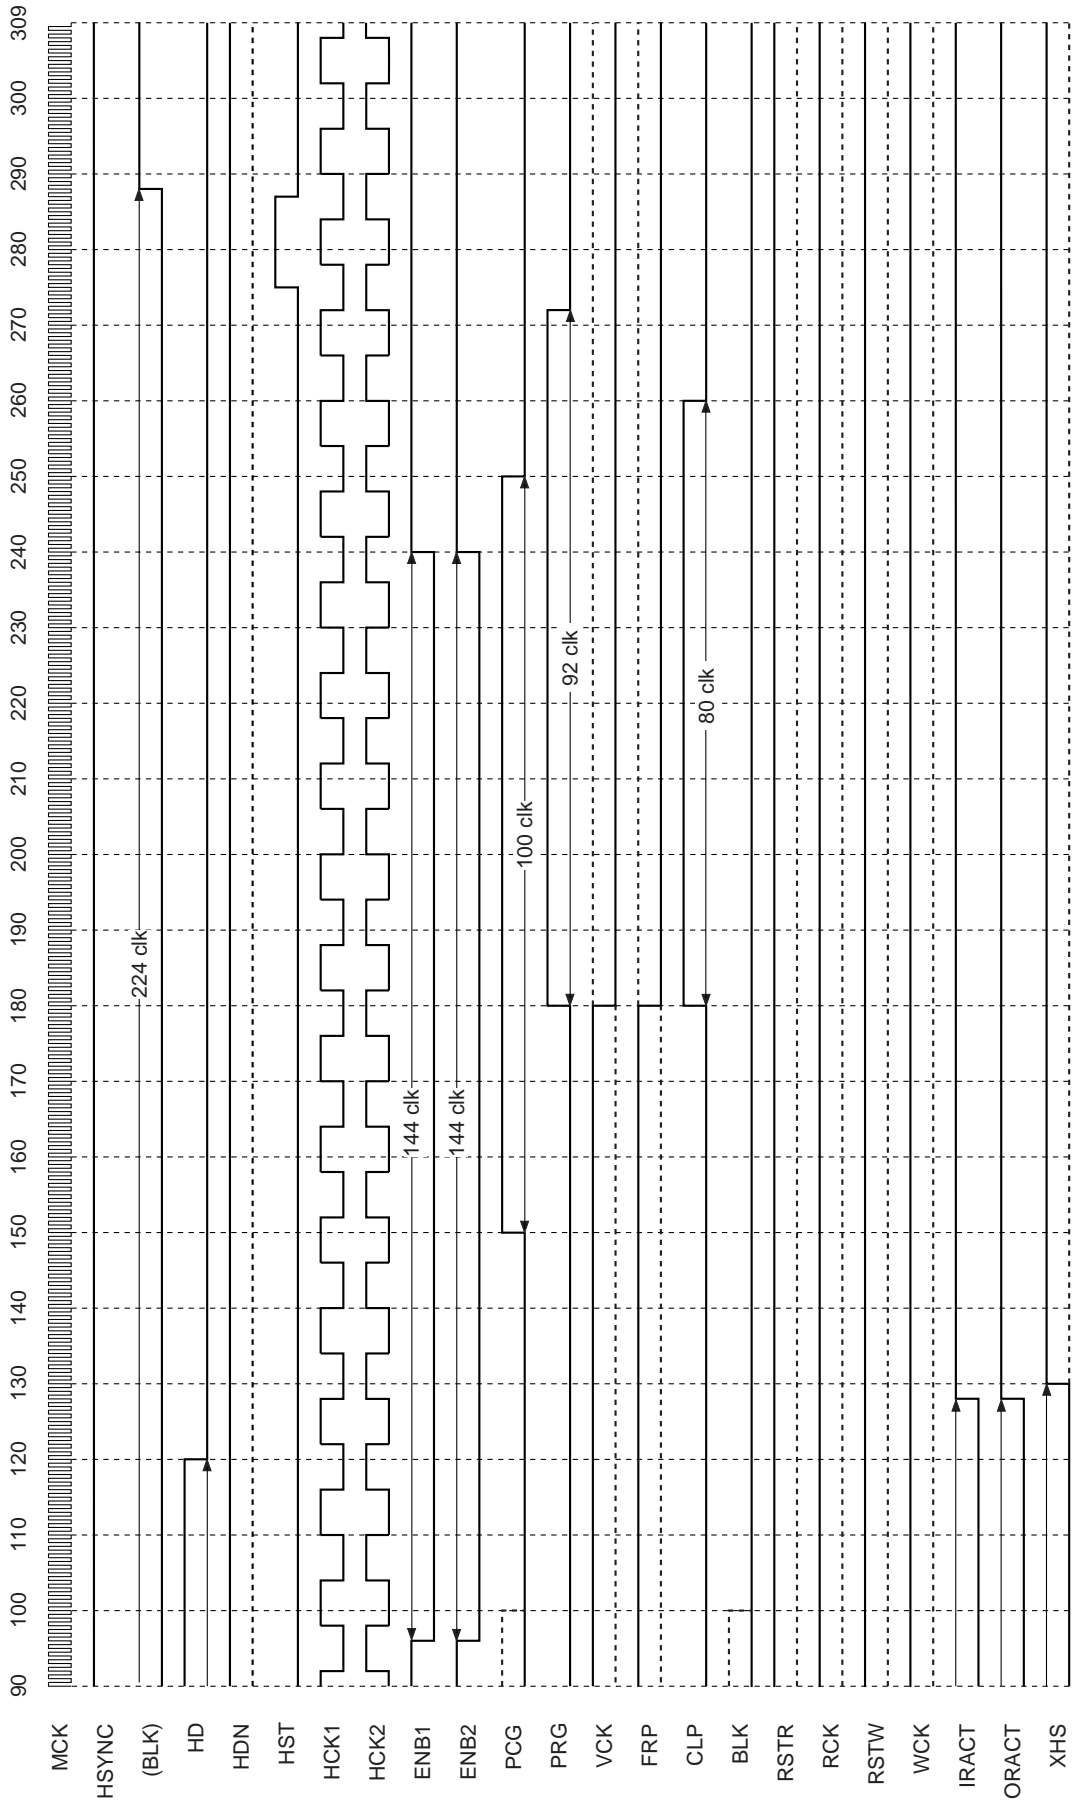 MCK
HSYNC
(BLK)
HD
HDN
HST
HCK1
HCK2
ENB1
ENB2
PCG
PRG
VCK
FRP
CLP
BLK
RSTR
RCK
RSTW
WCK
IRACT
ORACT
XHS
90
100
110
120
130
140
150
160
170
180
190
200
210
220
230
240
250
260
270
280
290
300
309
224 clk
144 clk
144 clk
100 clk
92 clk
80 clk